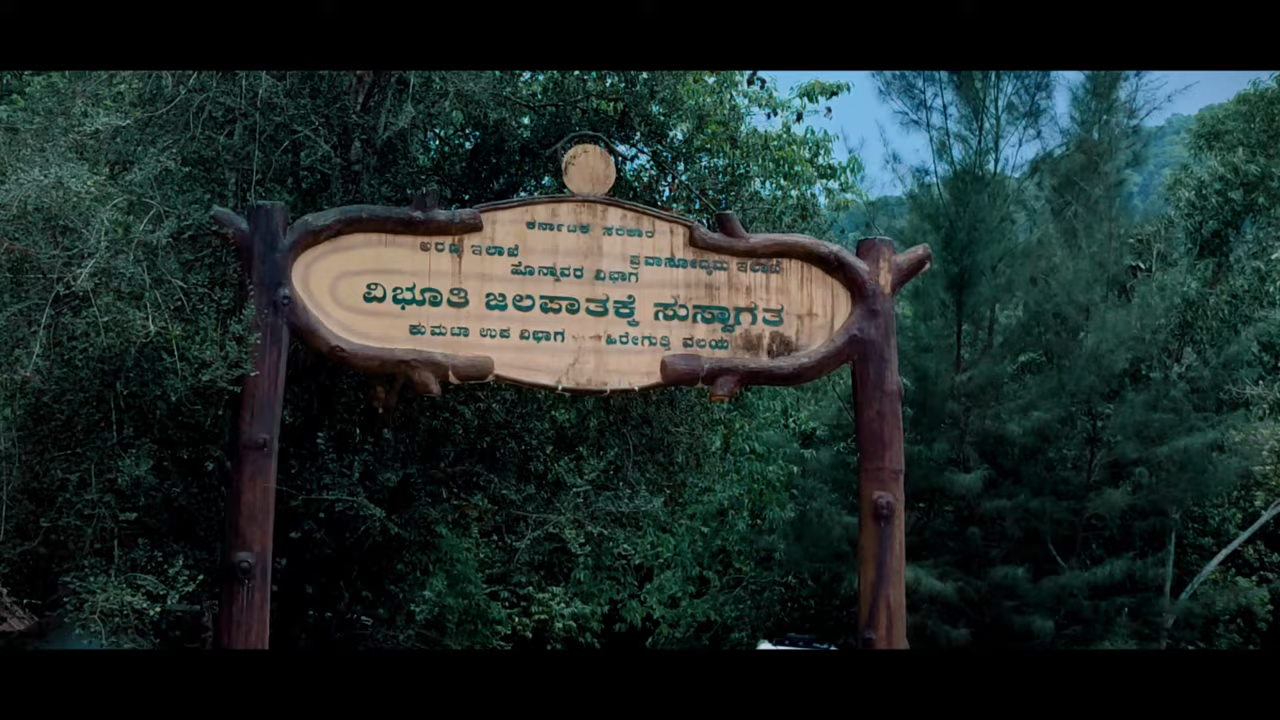 ಕರ್ನಾಟಕ ಸರಕಾರ
ಅರಣ್ಯ ಇಲಾಖೆ ಪ್ರವಾಸೋದ್ಯಮ ಇಲಾಖೆ
ಹೊನ್ನಾವರ ವಿಭಾಗ
ವಿಭೂತಿ ಜಲಪಾತಕ್ಕೆ ಸುಸ್ವಾಗತ
ಕುಮಟಾ ಉಪ ವಿಭಾಗ ಹಿರೇಗುತ್ತಿ ವಲಯ